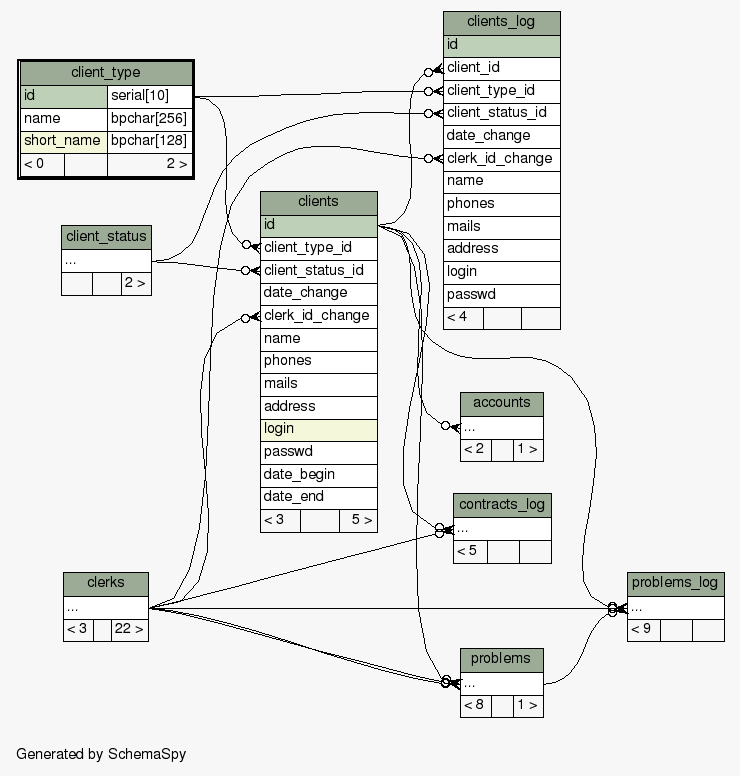 clients_log
id
client_id
client_type_id
client_status_id
date_change
clerk_id_change
name
phones
mails
address
login
passwd
< 4
client_type
id serial[10]
name bpchar[256]
short_name bpchar[128]
< 0 2 >
clients
id
client_type_id
client_status_id
date_change
clerk_id_change
name
phones
mails
address
login
passwd
date_begin
date_end
< 3 5 >
client_status
...
2 >
accounts
...
< 2 1 >
contracts_log
...
< 5
clerks
...
< 3 22 >
problems_log
...
< 9
problems
...
< 8 1 >
Generated by SchemaSpy